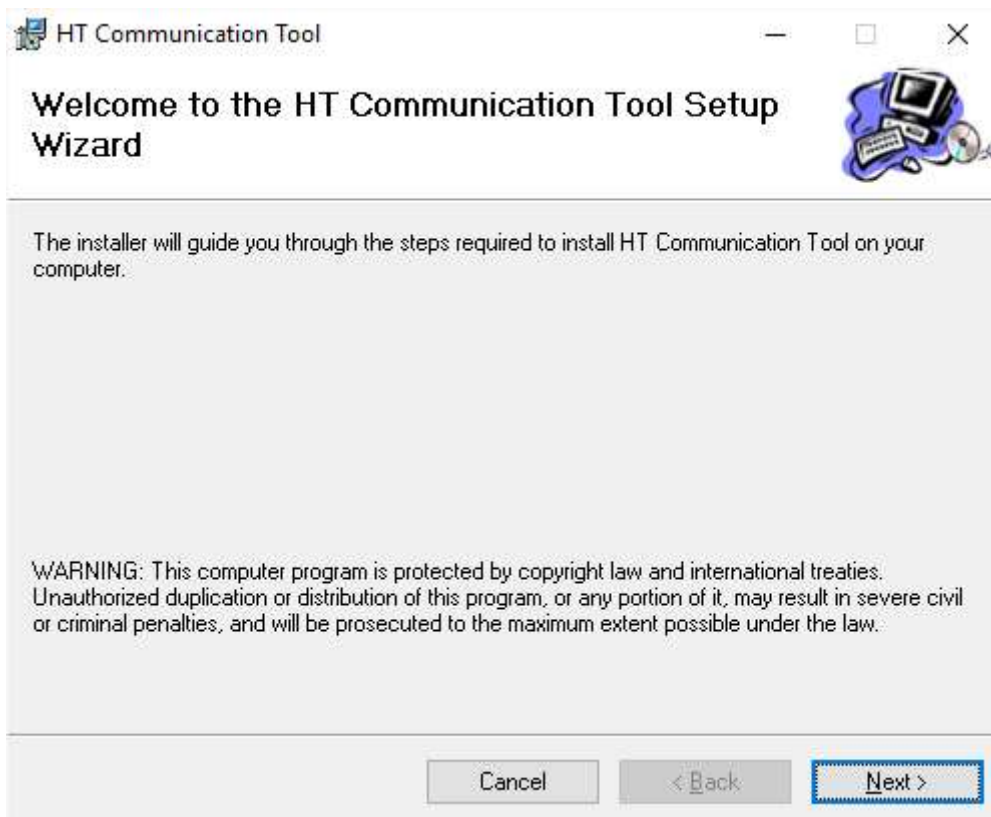 HT Communication Tool
Welcome to the HT Communication Tool Setup
Wizard
The installer will guide you through the steps required to install HT Communication Tool on your
computer.
WARNING: This computer program is protected by copyright law and international treaties.
Unauthorized duplication or distribution of this program, or any portion of it, may result in severe civil
or criminal penalties, and will be prosecuted to the maximum extent possible under the law.
Cancel < Back Next >